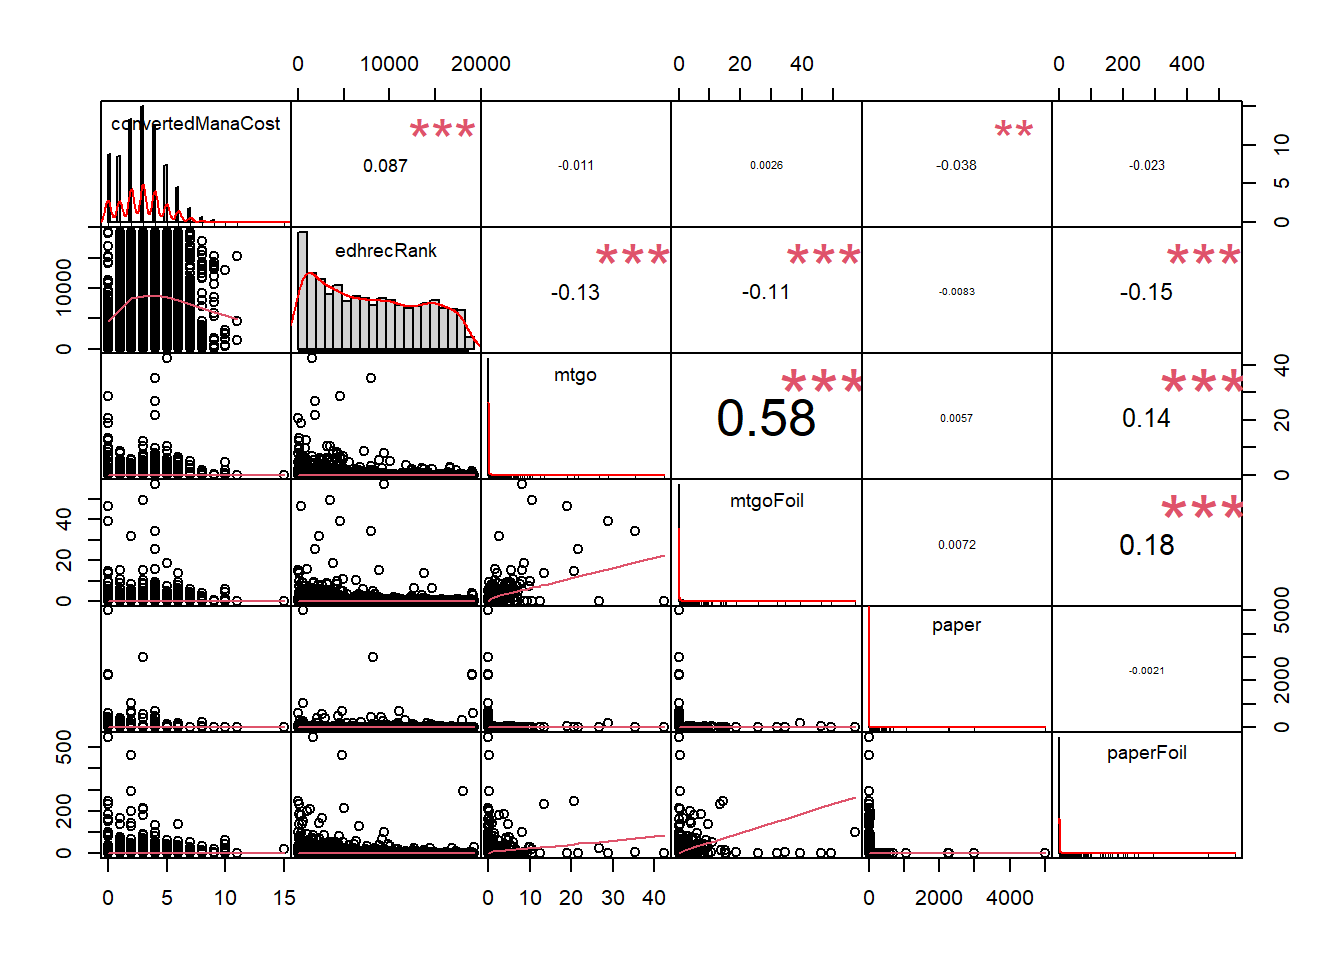 0 10000 20000 0 20 40 0 200 400
convertedManaCost *** 0.087 -0.011 0.0026 ** -0.038 -0.023 0 5 10
0 10000 edhrecRank *** -0.13 *** -0.11 -0.0083 *** -0.15
mtgo *** 0.58 0.0057 *** 0.14 0 20 40
0 20 40 mtgoFoil 0.0072 *** 0.18
paper -0.0021 0 2000 5000
0 200 500 paperFoil
0 5 10 15 0 10 20 30 40 0 2000 4000